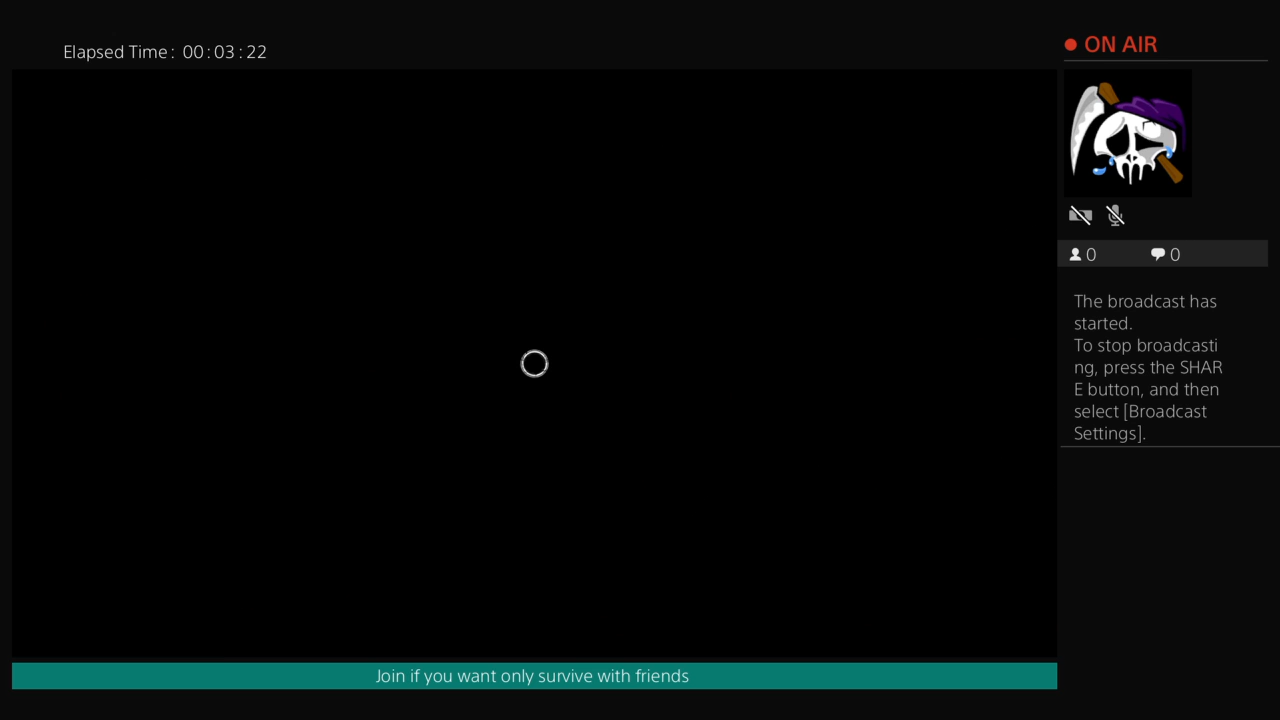 Elapsed Time: 00:03:22
ON AIR
0 0
The broadcast has
started.
To stop broadcasti
ng, press the SHAR
E button, and then
select [Broadcast
Settings].
Join if you want only survive with friends